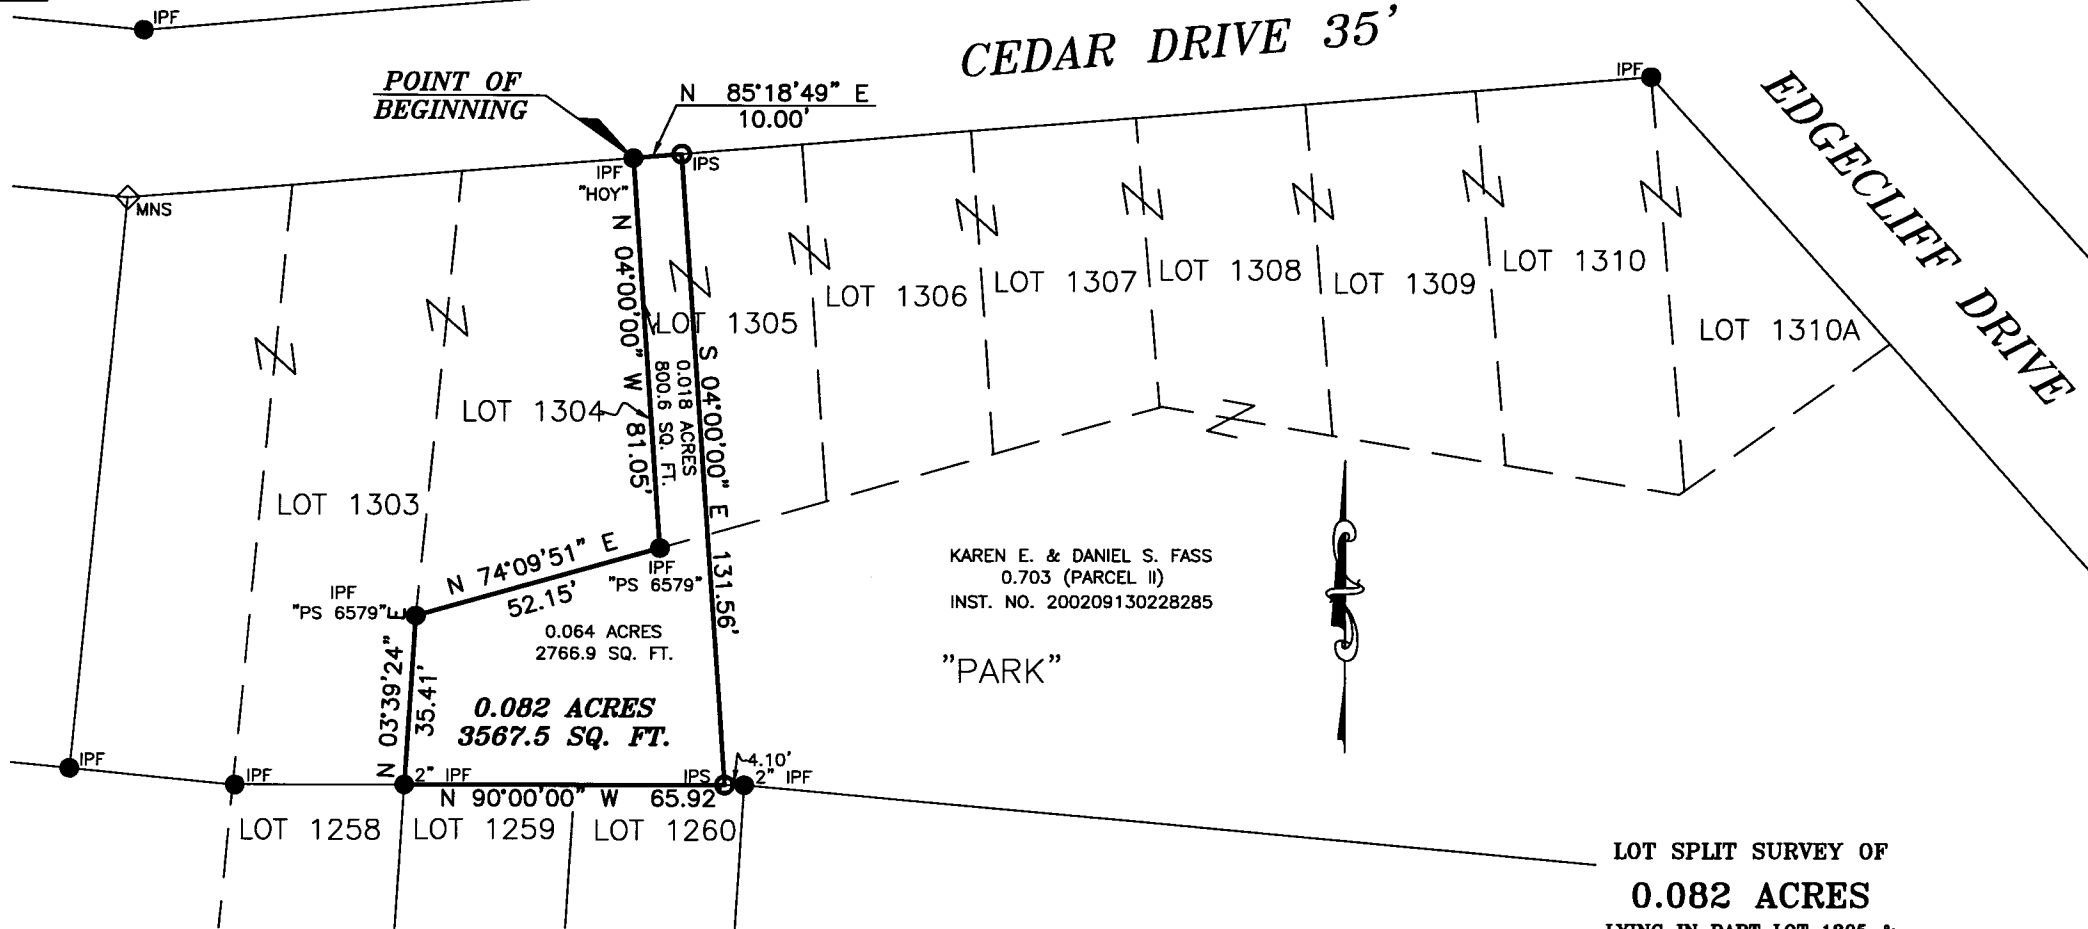 IPF
CEDAR DRIVE 35'
POINT OF
BEGINNING
N 85°18'49" E
10.00'
IPF
EDGECLIFF DRIVE
IPF
"HOY"
IPS
MNS
N 04°00'00" W 81.05'
S 04°00'00" E 131.56'
0.018 ACRES
800.6 SQ. FT.
LOT 1303
LOT 1304
LOT 1305
LOT 1306
LOT 1307
LOT 1308
LOT 1309
LOT 1310
LOT 1310A
N 74°09'51" E
52.15'
IPF
"PS 6579"
IPF
"PS 6579"
N 03°39'24" E
35.41'
0.064 ACRES
2766.9 SQ. FT.
0.082 ACRES
3567.5 SQ. FT.
KAREN E. & DANIEL S. FASS
0.703 (PARCEL II)
INST. NO. 200209130228285
"PARK"
IPF
IPF
2" IPF
IPS
4.10'
2" IPF
N 90°00'00" W 65.92'
LOT 1258
LOT 1259
LOT 1260
LOT SPLIT SURVEY OF
0.082 ACRES
LYING IN PART LOT 1305 &